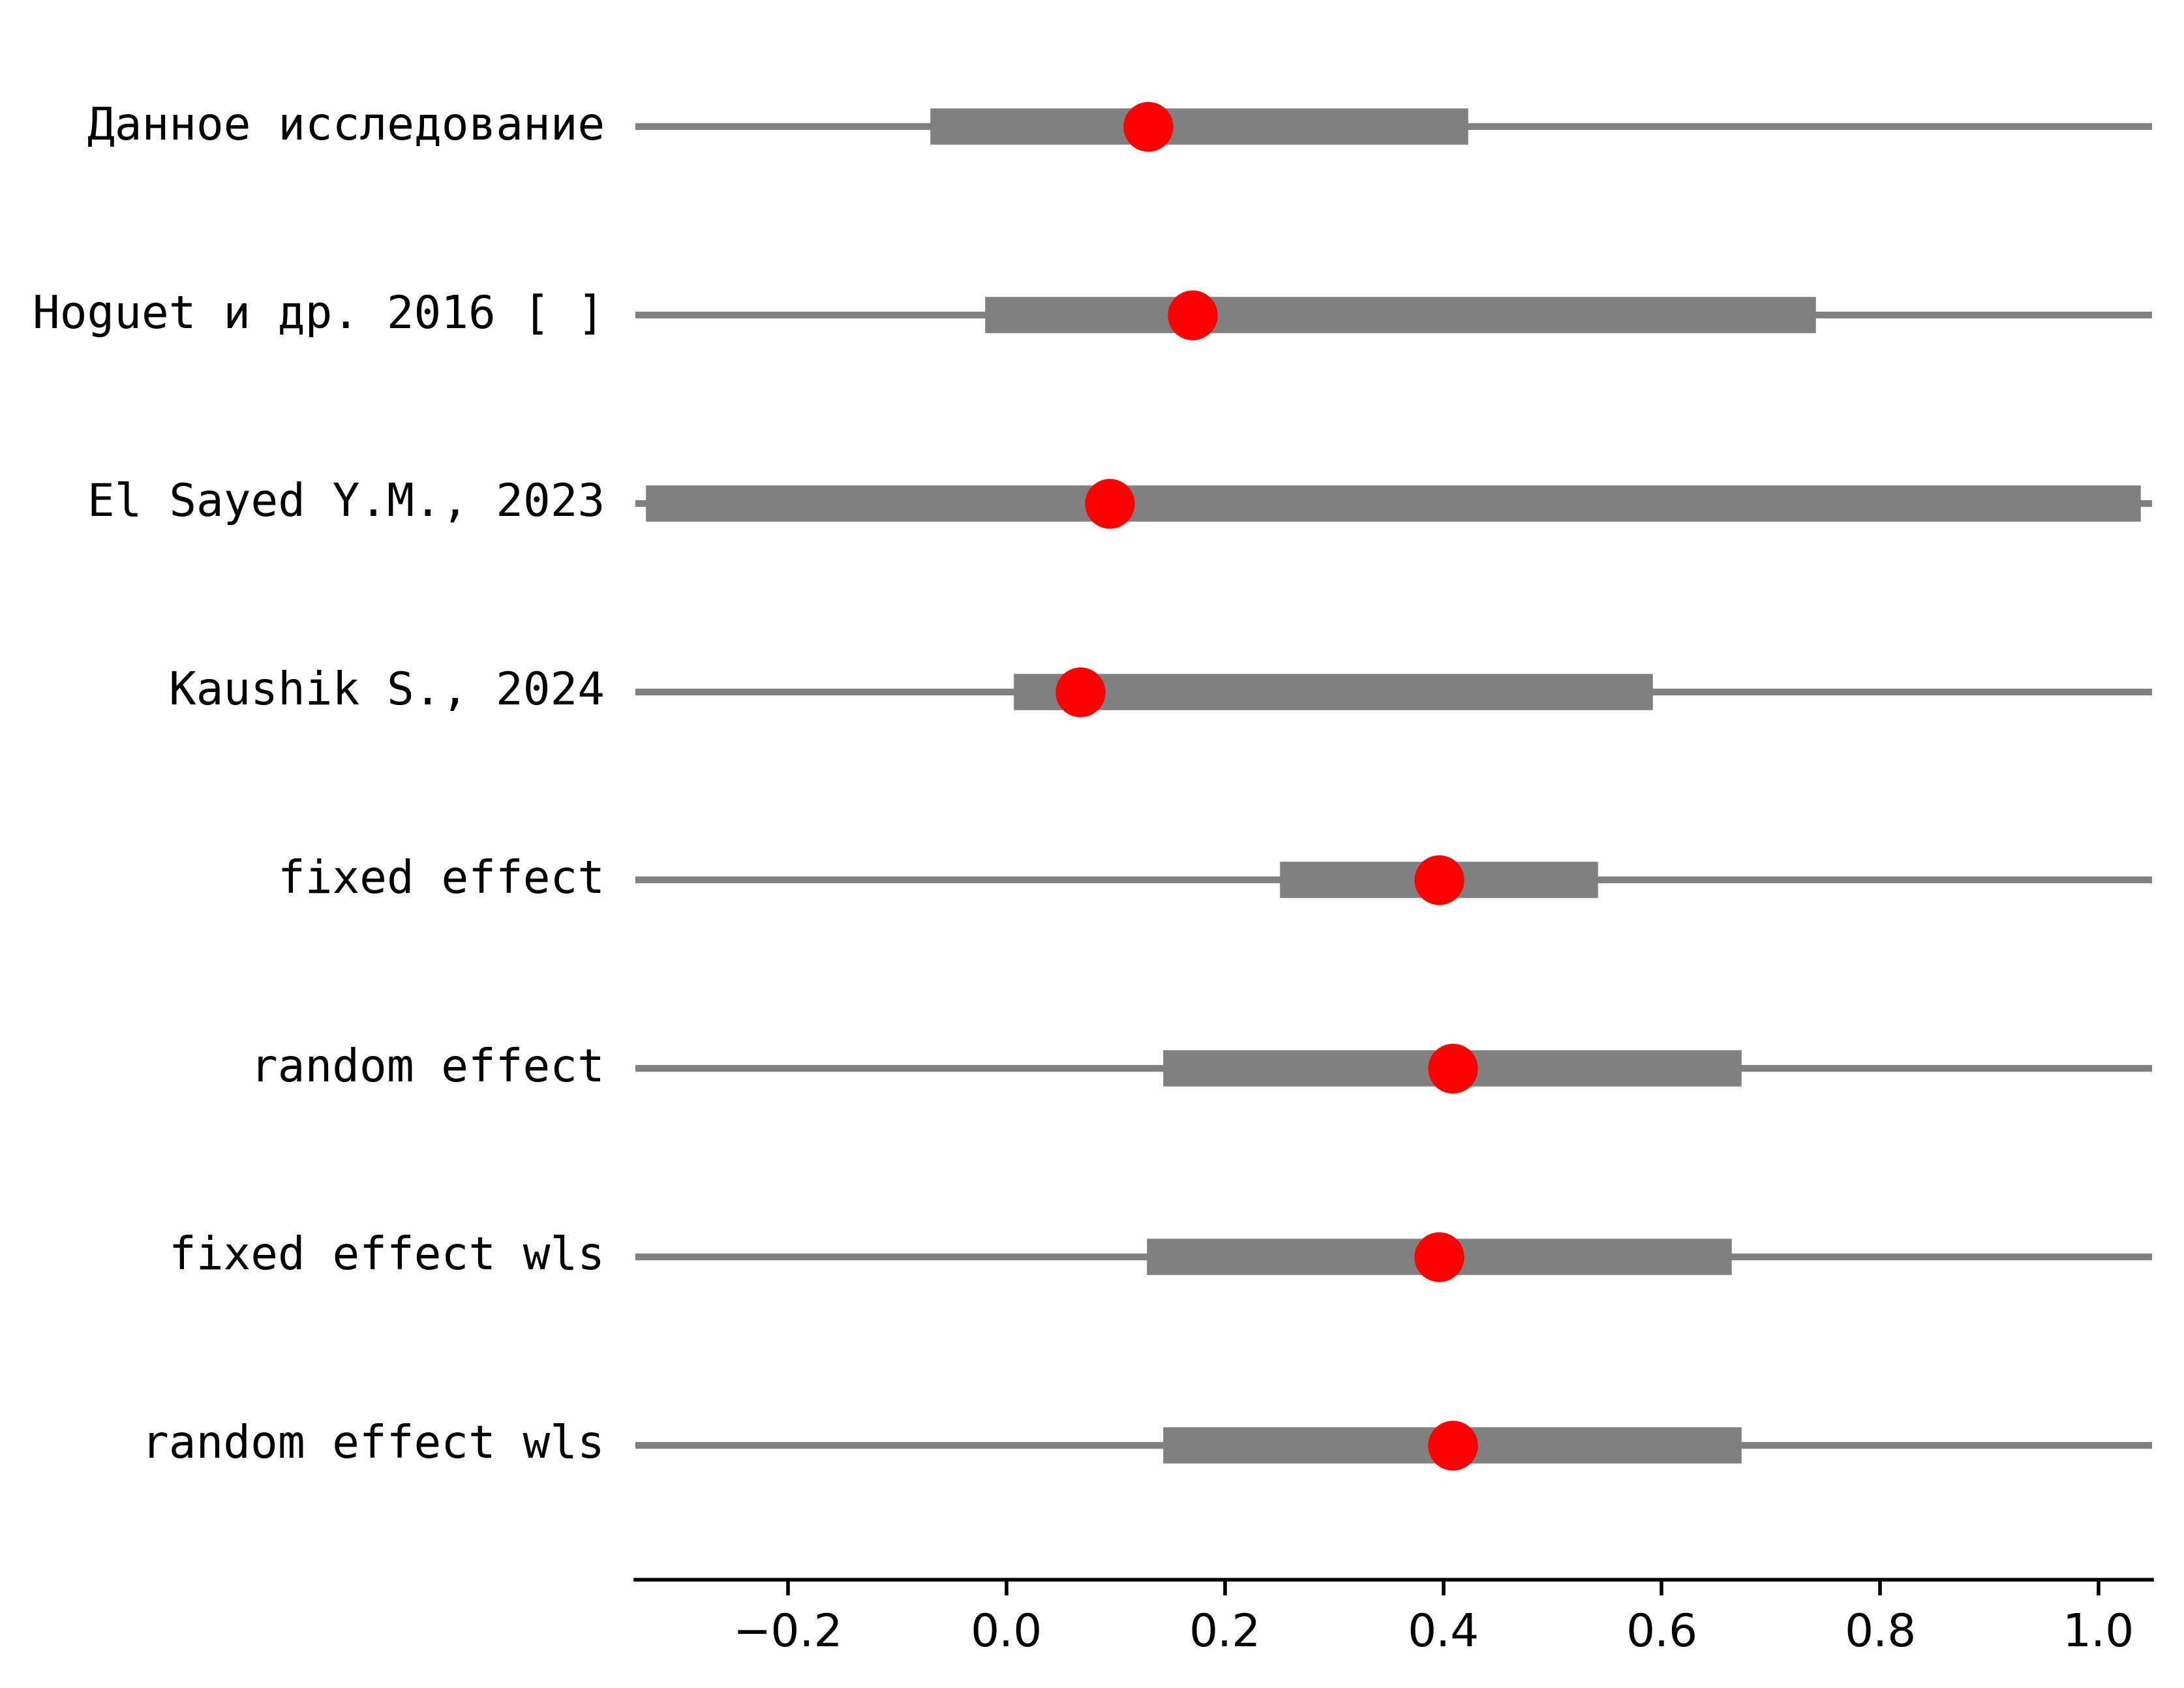 Данное исследование
Hoguet и др. 2016 [ ]
El Sayed Y.M., 2023
Kaushik S., 2024
fixed effect
random effect
fixed effect wls
random effect wls
−0.2 0.0 0.2 0.4 0.6 0.8 1.0